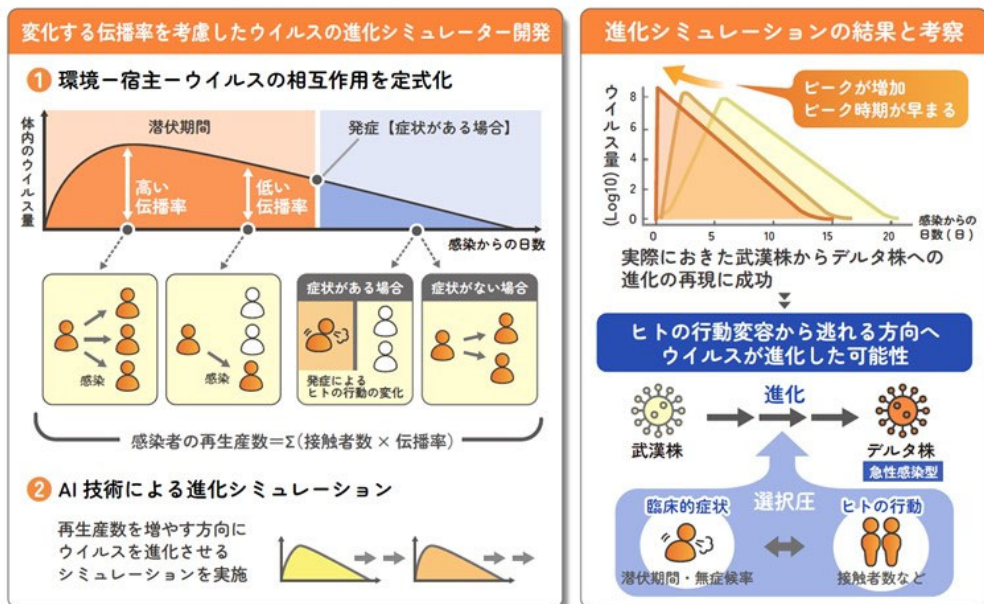 変化する伝播率を考慮したウイルスの進化シミュレーター開発
1 環境ー宿主ーウイルスの相互作用を定式化
体内のウイルス量
潜伏期間
発症【症状がある場合】
高い
伝播率
低い
伝播率
感染からの日数
症状がある場合
症状がない場合
感染
感染
発症による
ヒトの行動の変化
感染者の再生産数=Σ(接触者数 × 伝播率)
2 AI 技術による進化シミュレーション
再生産数を増やす方向に
ウイルスを進化させる
シミュレーションを実施
進化シミュレーションの結果と考察
ウイルス量
(Log10)
8
6
4
2
0
ピークが増加
ピーク時期が早まる
0 5 10 15 20
感染からの
日数(日)
実際におきた武漢株からデルタ株への
進化の再現に成功
ヒトの行動変容から逃れる方向へ
ウイルスが進化した可能性
進化
武漢株
デルタ株
急性感染型
選択圧
臨床的症状
ヒトの行動
潜伏期間・無症候率
接触者数など